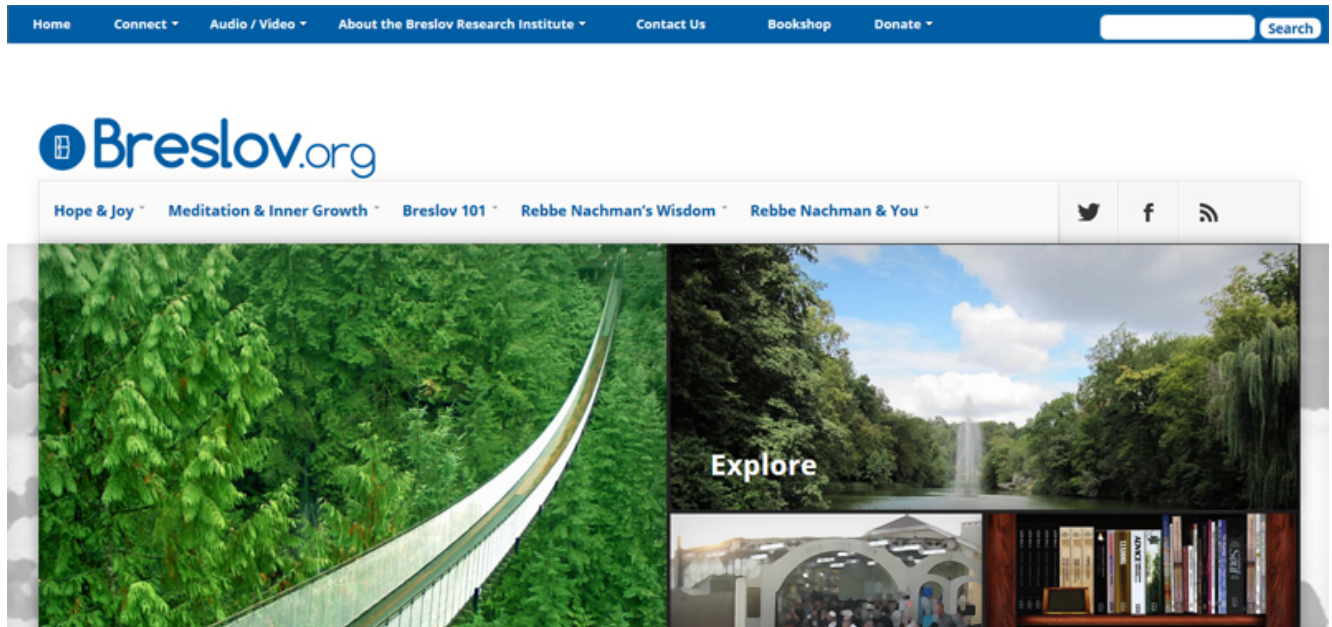 Home Connect Audio / Video About the Breslov Research Institute Contact Us Bookshop Donate Search
Breslov.org
Hope & Joy Meditation & Inner Growth Breslov 101 Rebbe Nachman's Wisdom Rebbe Nachman & You
Explore
ADVICE